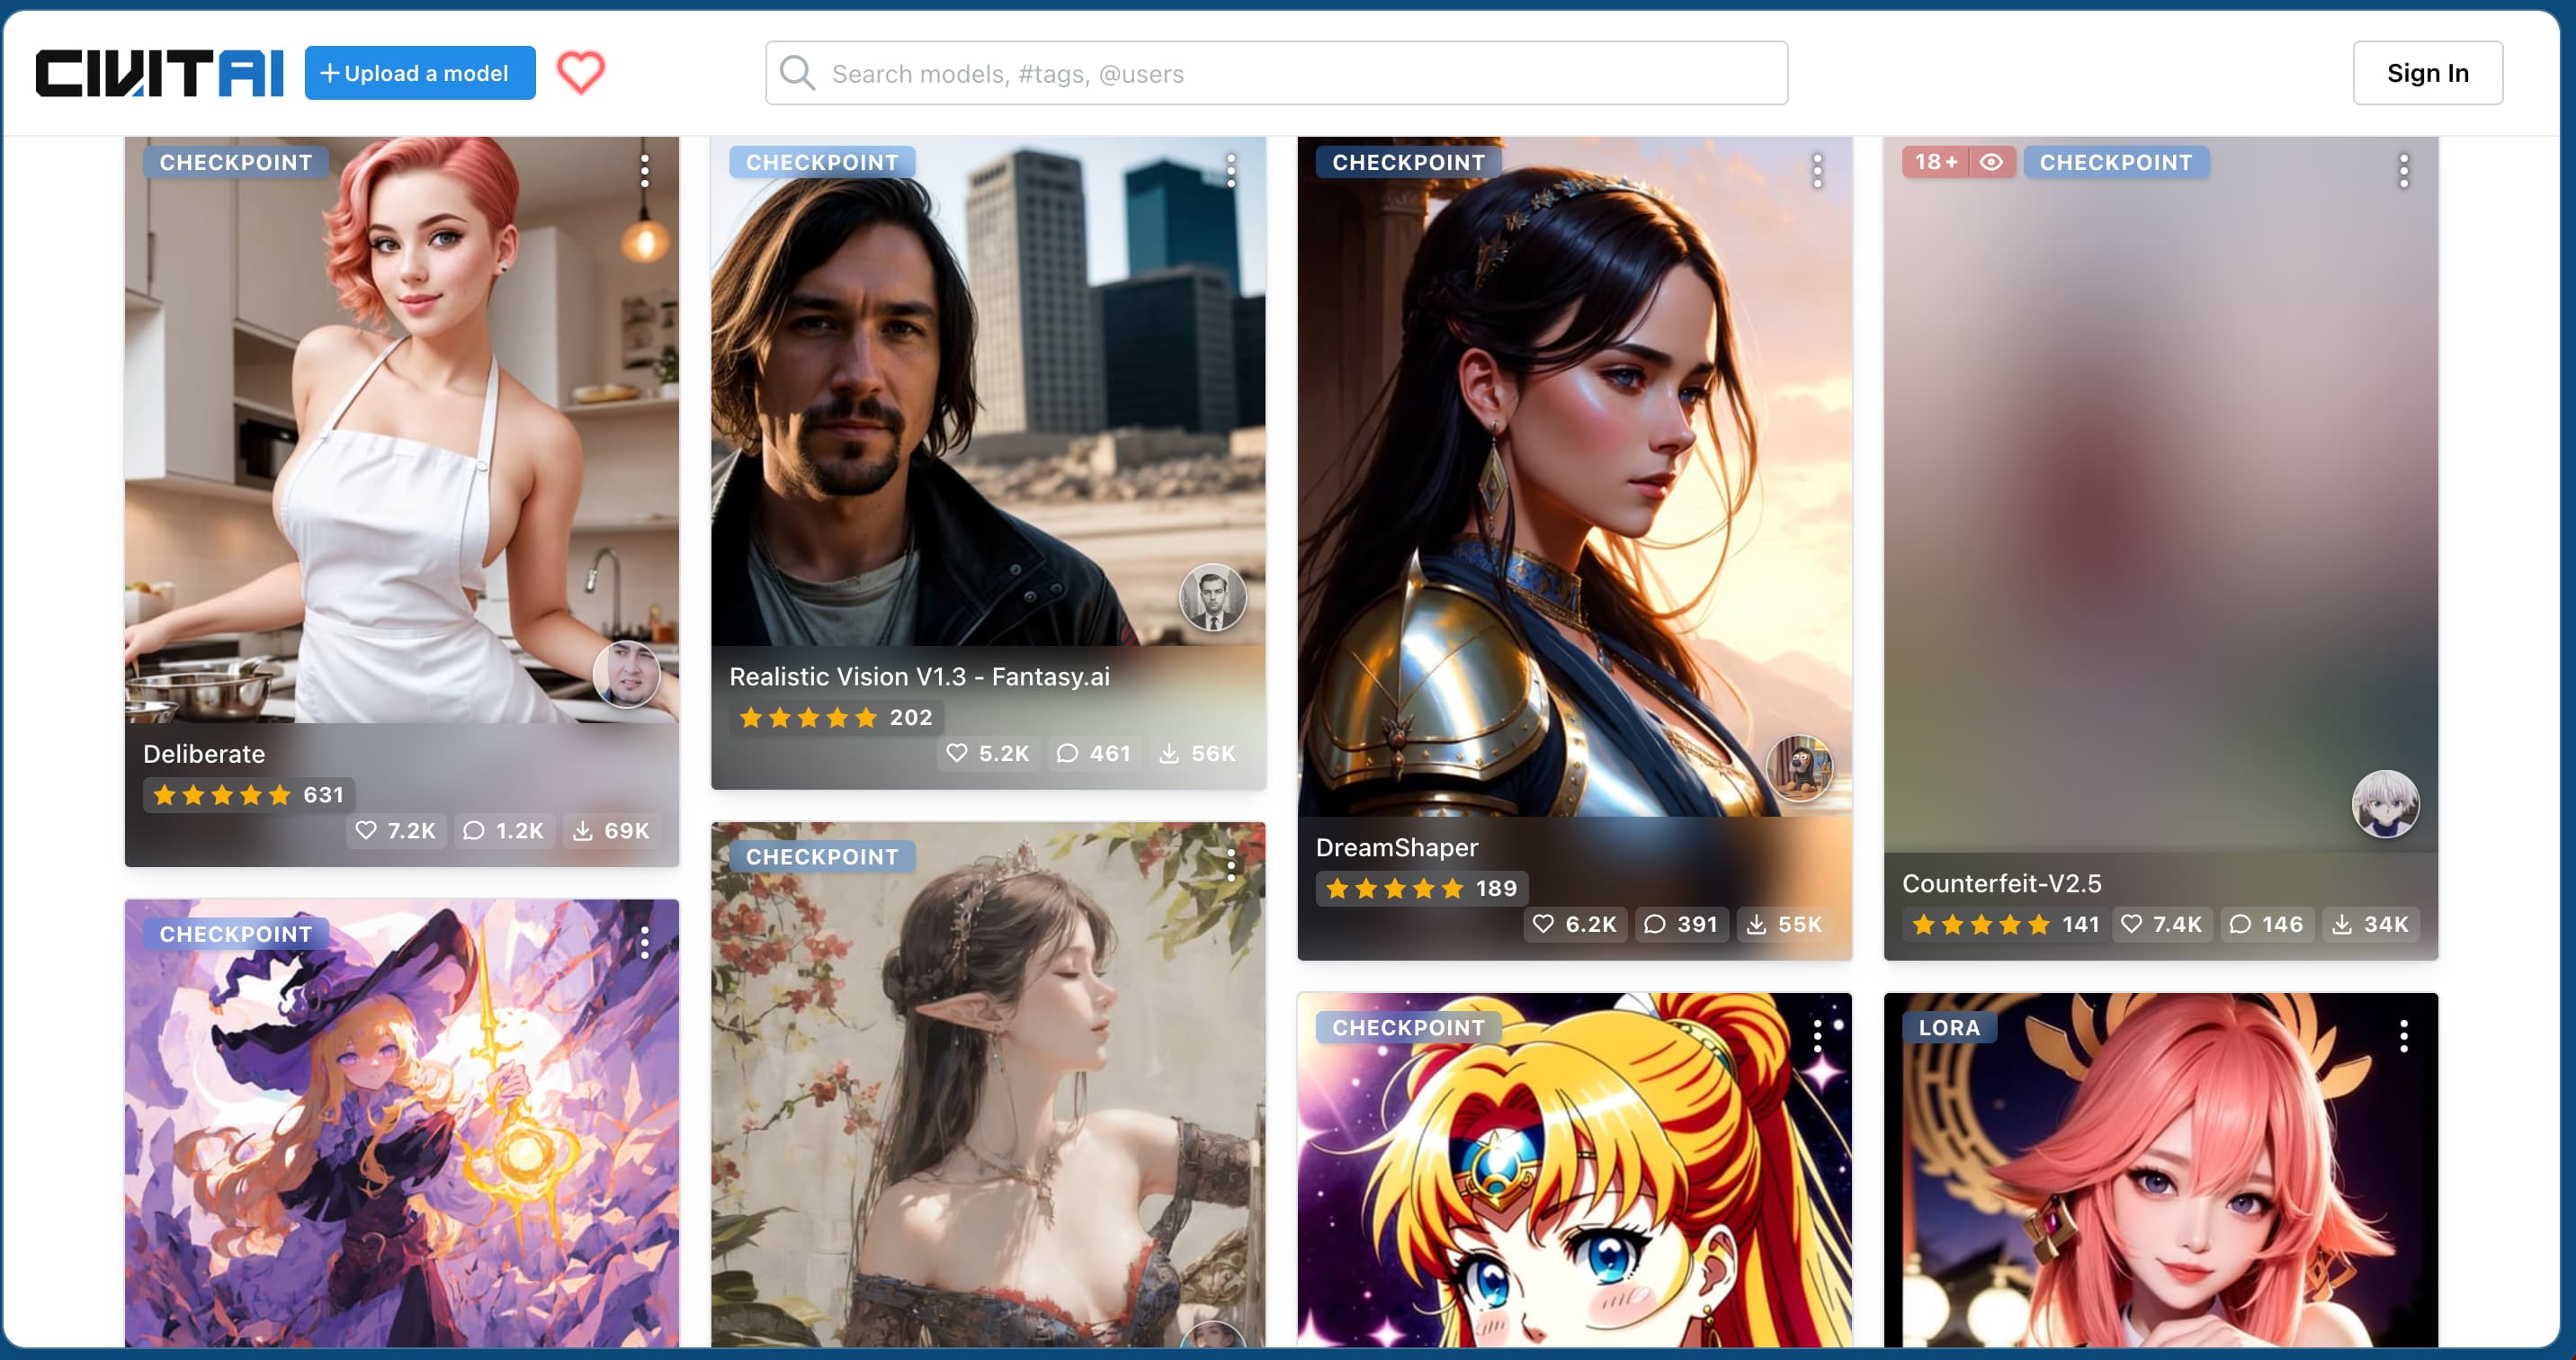 CIVITAI
Upload a model
Search models, #tags, @users
Sign In
CHECKPOINT
Deliberate
631
7.2K 1.2K 69K
CHECKPOINT
Realistic Vision V1.3 - Fantasy.ai
202
5.2K 461 56K
CHECKPOINT
DreamShaper
189
6.2K 391 55K
18+ CHECKPOINT
Counterfeit-V2.5
141 7.4K 146 34K
CHECKPOINT
CHECKPOINT
CHECKPOINT
LORA